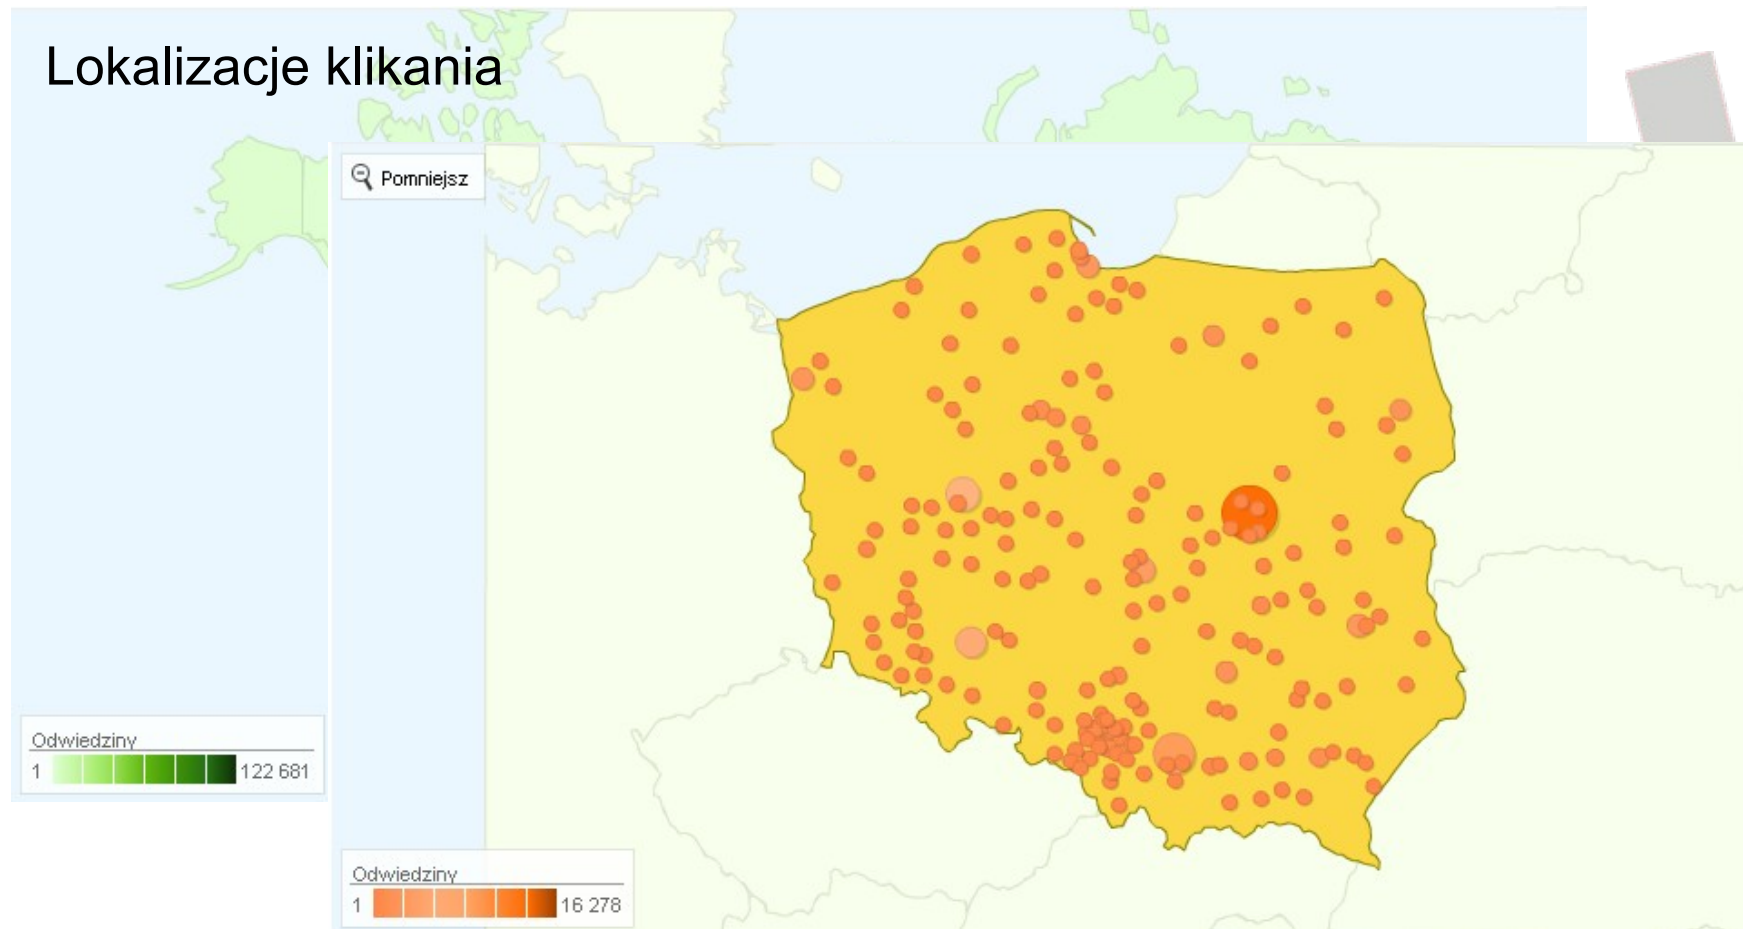 Lokalizacje klikania
Pomniejsz
Odwiedziny
1 122 681
Odwiedziny
1 16 278